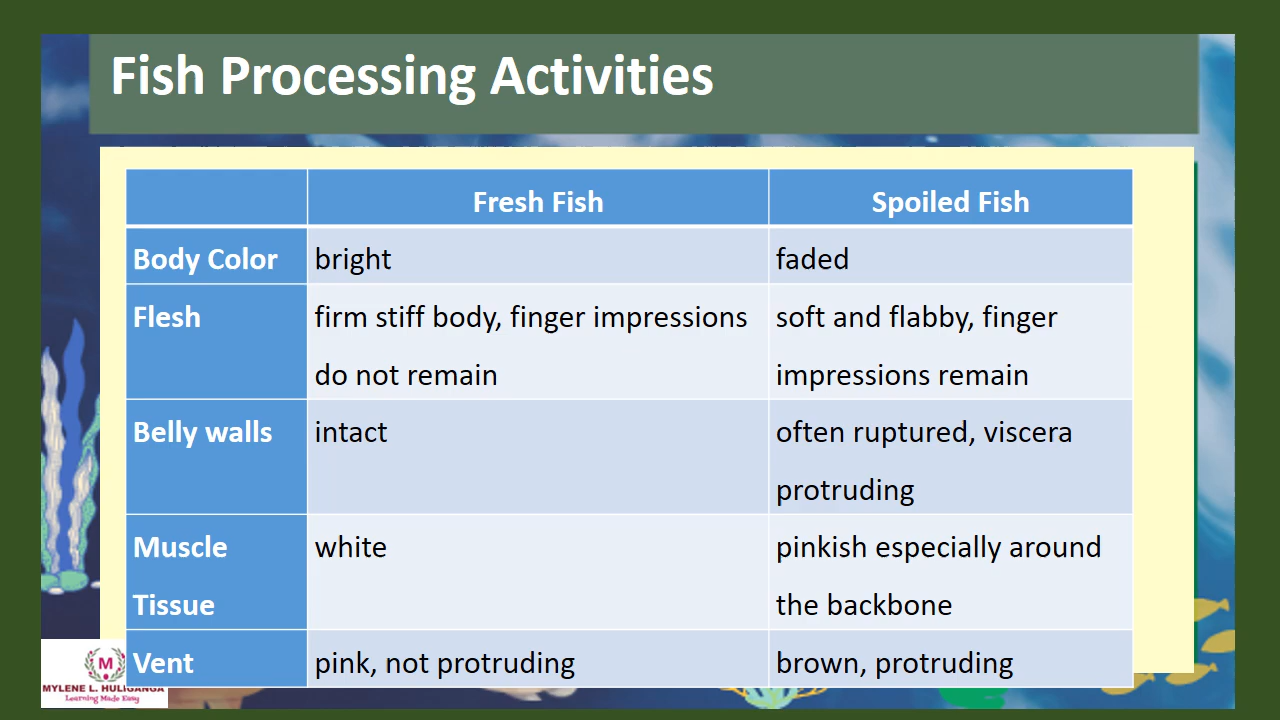 Fish Processing Activities
Fresh Fish Spoiled Fish
Body Color bright faded
Flesh firm stiff body, finger impressions soft and flabby, finger
do not remain impressions remain
Belly walls intact often ruptured, viscera
protruding
Muscle white pinkish especially around
Tissue the backbone
Vent pink, not protruding brown, protruding
M
MYLENE L. HULIGANGA
Learning Made Easy